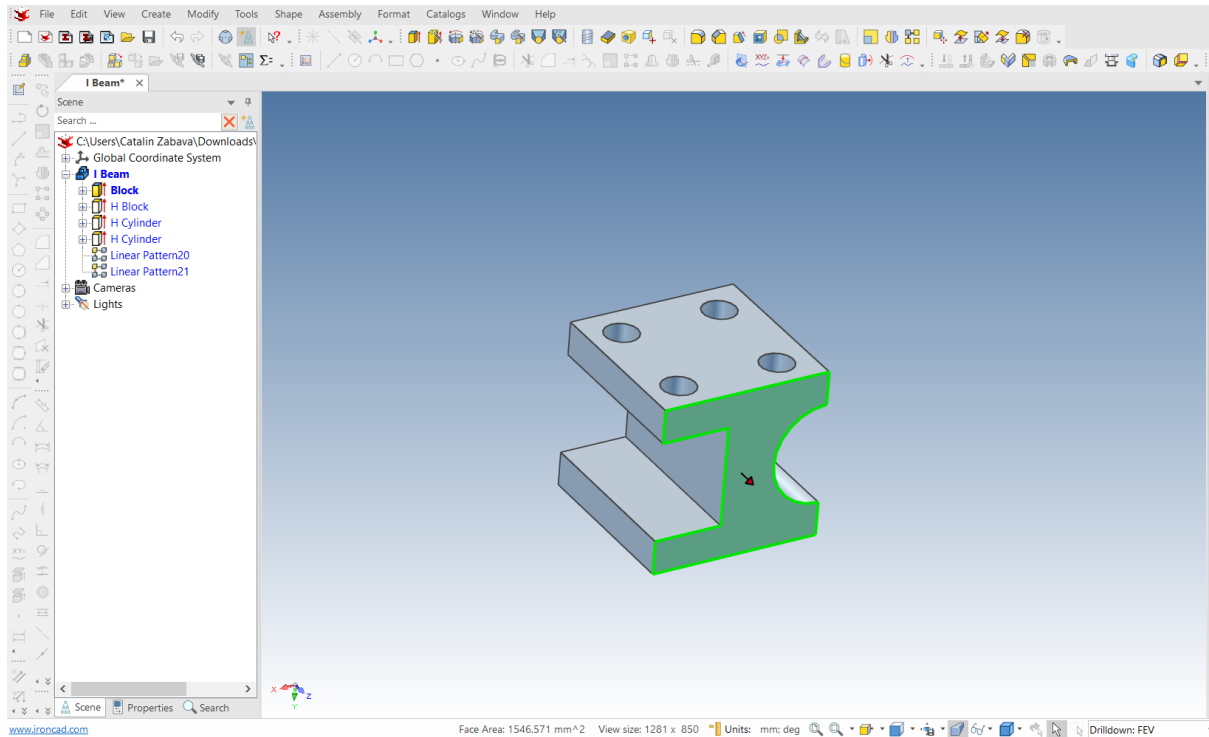 File Edit View Create Modify Tools Shape Assembly Format Catalogs Window Help
Σ=
XYZ=
I Beam* ×
Scene
Search ...
C:\Users\Catalin Zabava\Downloads\
Global Coordinate System
I Beam
Block
H Block
H Cylinder
H Cylinder
Linear Pattern20
Linear Pattern21
Cameras
Lights
XY=
X Z
Y
Scene Properties Search
www.ironcad.com Face Area: 1546,571 mm^2 View size: 1281 x 850 Units: mm; deg Drilldown: FEV